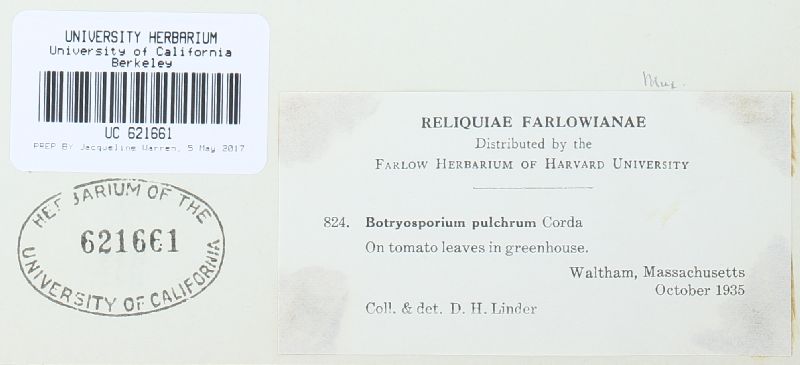 UNIVERSITY HERBARIUM
University of California
Berkeley
UC 621661
PREP BY Jacqueline Warren, 5 May 2017
HERBARIUM OF THE
621661
UNIVERSITY OF CALIFORNIA
RELIQUIAE FARLOWIANAE
Distributed by the
FARLOW HERBARIUM OF HARVARD UNIVERSITY
824. Botryosporium pulchrum Corda
On tomato leaves in greenhouse.
Waltham, Massachusetts
October 1935
Coll. & det. D. H. Linder